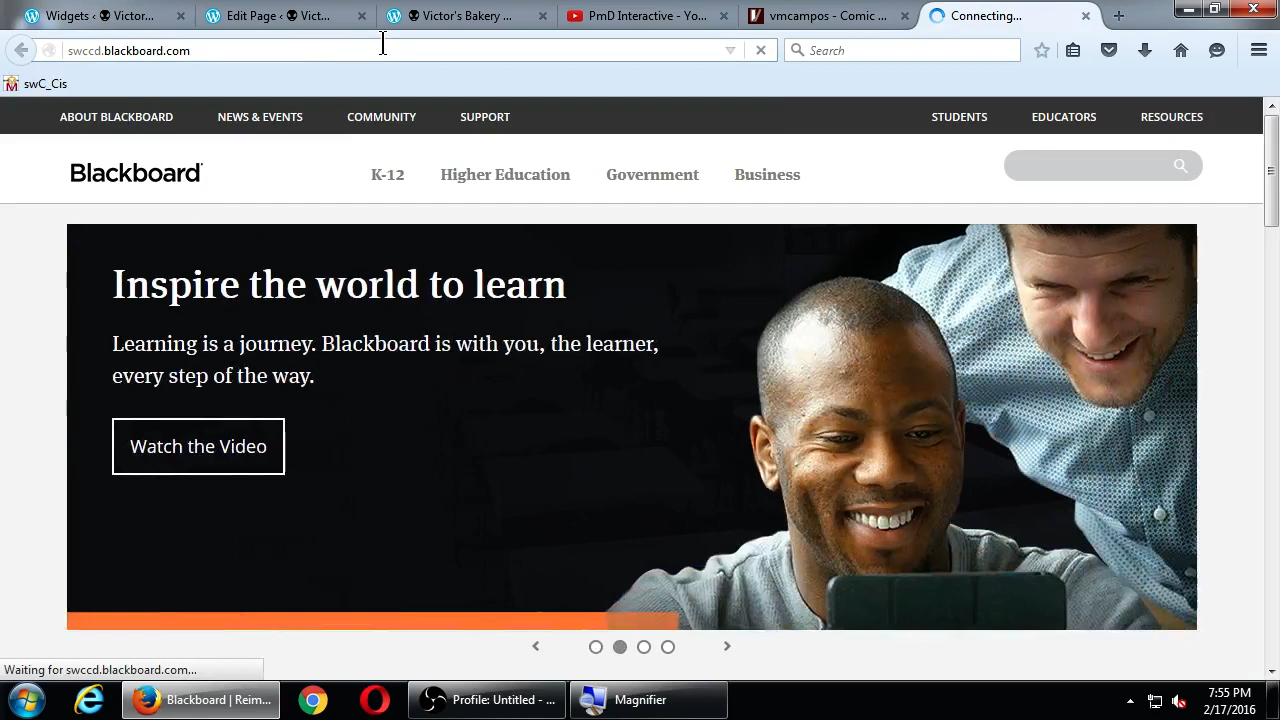 Widgets < Victor...
Edit Page < Vict...
Victor's Bakery ...
PmD Interactive - Yo...
vmcampos - Comic ...
Connecting...
swccd.blackboard.com
Search
swC_Cis
ABOUT BLACKBOARD
NEWS & EVENTS
COMMUNITY
SUPPORT
STUDENTS
EDUCATORS
RESOURCES
Blackboard
K-12
Higher Education
Government
Business
Inspire the world to learn
Learning is a journey. Blackboard is with you, the learner,
every step of the way.
Watch the Video
Waiting for swccd.blackboard.com...
Blackboard | Reim...
Profile: Untitled - ...
Magnifier
7:55 PM
2/17/2016